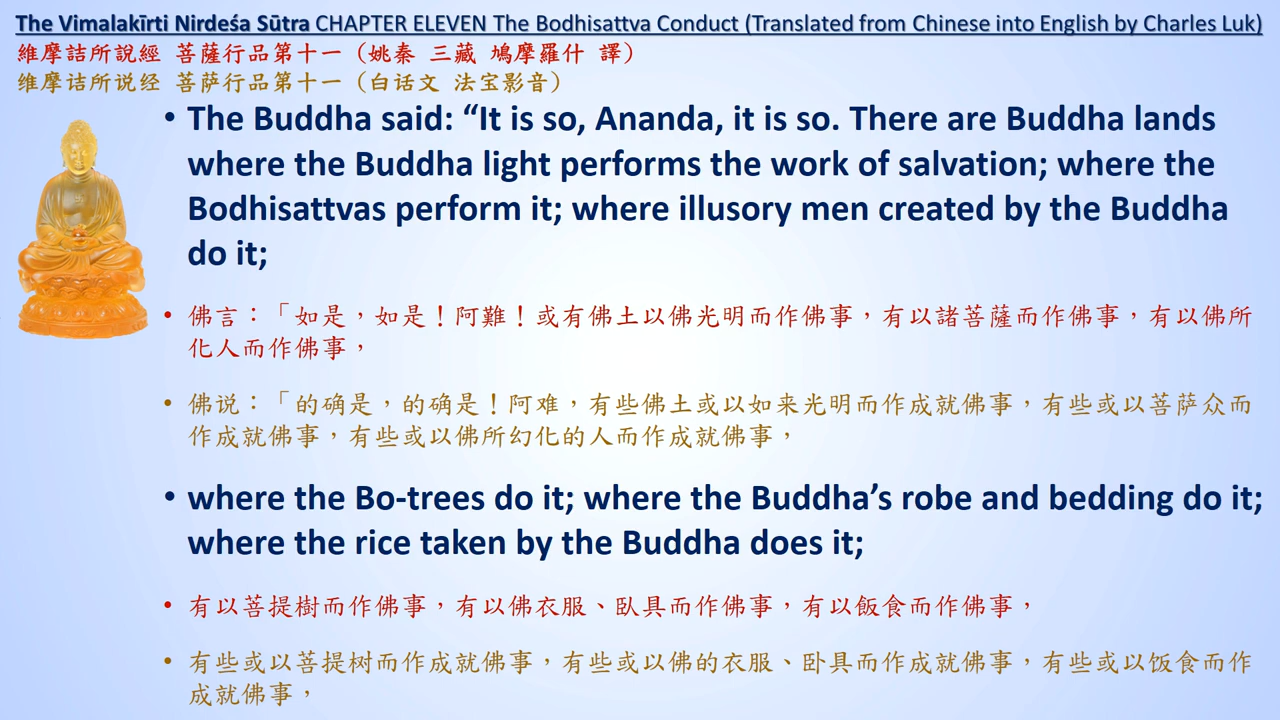 The Vimalakīrti Nirdeśa Sūtra CHAPTER ELEVEN The Bodhisattva Conduct (Translated from Chinese into English by Charles Luk)
維摩詰所說經 菩薩行品第十一（姚秦 三藏 鳩摩羅什 譯）
维摩诘所说经 菩萨行品第十一（白话文 法宝影音）
• The Buddha said: “It is so, Ananda, it is so. There are Buddha lands
where the Buddha light performs the work of salvation; where the
Bodhisattvas perform it; where illusory men created by the Buddha
do it;
• 佛言：「如是，如是！阿難！或有佛土以佛光明而作佛事，有以諸菩薩而作佛事，有以佛所
化人而作佛事，
• 佛说：「的确是，的确是！阿难，有些佛土或以如来光明而作成就佛事，有些或以菩萨众而
作成就佛事，有些或以佛所幻化的人而作成就佛事，
• where the Bo-trees do it; where the Buddha’s robe and bedding do it;
where the rice taken by the Buddha does it;
• 有以菩提樹而作佛事，有以佛衣服、臥具而作佛事，有以飯食而作佛事，
• 有些或以菩提树而作成就佛事，有些或以佛的衣服、卧具而作成就佛事，有些或以饭食而作
成就佛事，